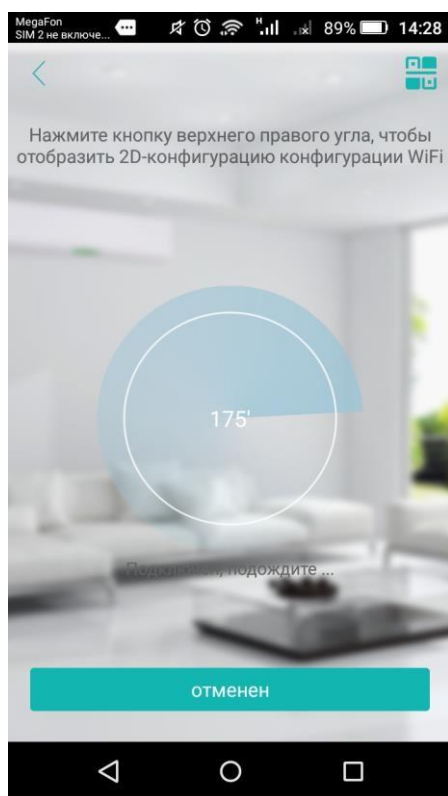 MegaFon
SIM 2 не включе...
H
89% 14:28
Нажмите кнопку верхнего правого угла, чтобы
отобразить 2D-конфигурацию конфигурации WiFi
175'
Подключен, подождите ...
отменен